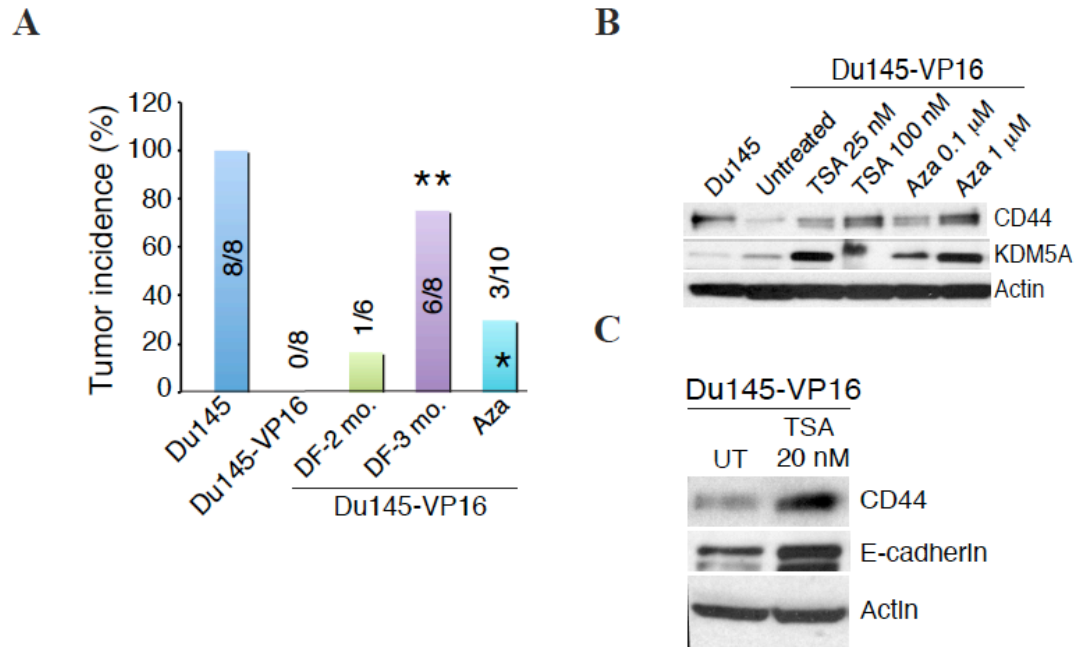 A
Tumor incidence (%)
120
100
80
60
40
20
0
8/8
0/8
1/6
**
6/8
3/10
*
Du145
Du145-VP16
DF-2 mo.
DF-3 mo.
Aza
Du145-VP16
B
Du145-VP16
Du145
Untreated
TSA 25 nM
TSA 100 nM
Aza 0.1 μM
Aza 1 μM
CD44
KDM5A
Actin
C
Du145-VP16
UT
TSA
20 nM
CD44
E-cadherIn
ActIn